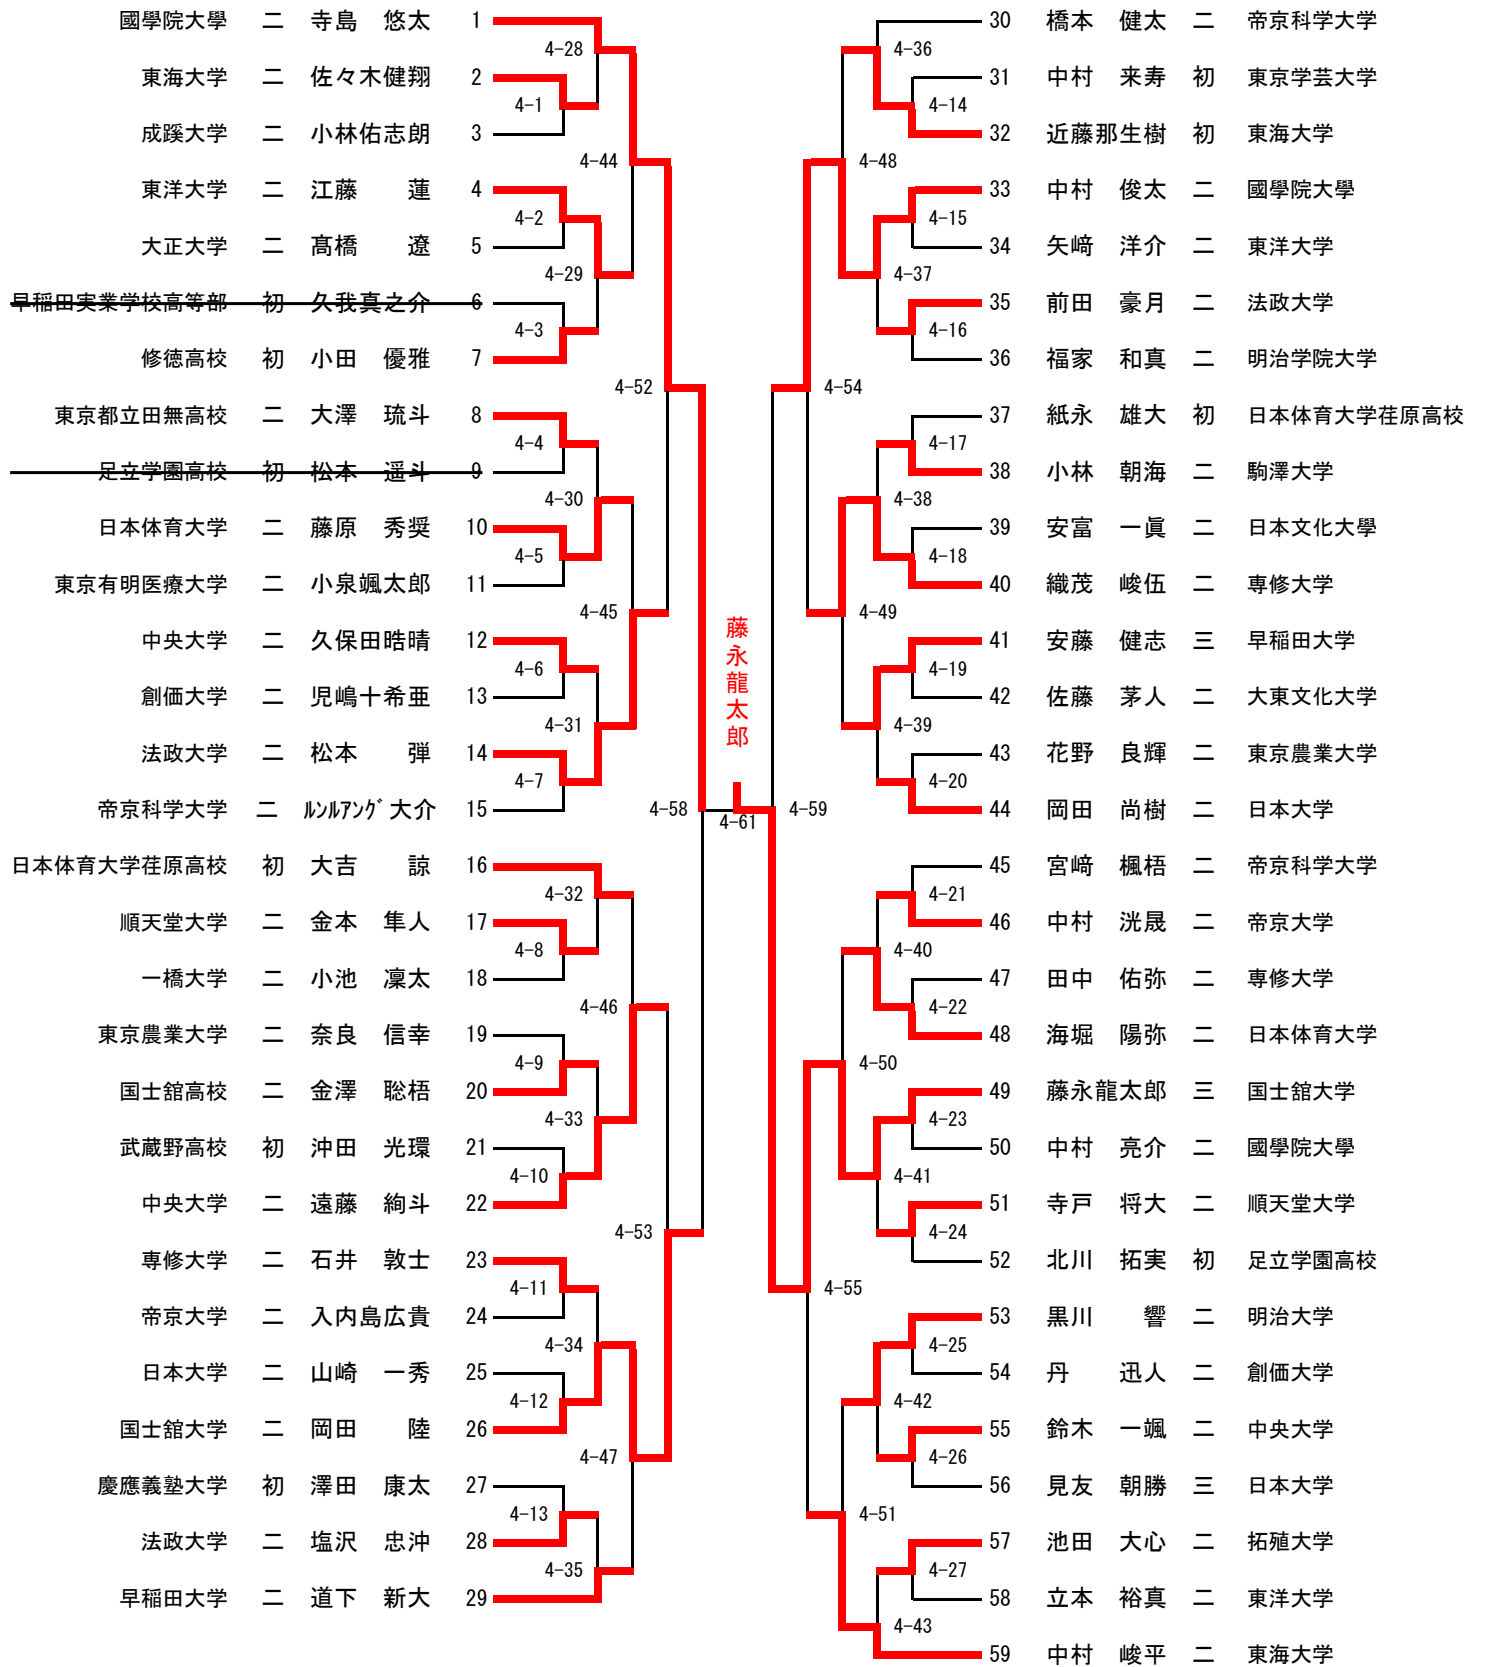 國學院大學 二 寺島 悠太 1
東海大学 二 佐々木健翔 2
成蹊大学 二 小林佑志朗 3
東洋大学 二 江藤 蓮 4
大正大学 二 髙橋 遼 5
早稲田実業学校高等部 初 久我真之介 6
修徳高校 初 小田 優雅 7
東京都立田無高校 二 大澤 琉斗 8
足立学園高校 初 松本 遥斗 9
日本体育大学 二 藤原 秀奨 10
東京有明医療大学 二 小泉颯太郎 11
中央大学 二 久保田晧晴 12
創価大学 二 児嶋十希亜 13
法政大学 二 松本 弾 14
帝京科学大学 二 ルンルアング大介 15
日本体育大学荏原高校 初 大吉 諒 16
順天堂大学 二 金本 隼人 17
一橋大学 二 小池 凜太 18
東京農業大学 二 奈良 信幸 19
国士舘高校 二 金澤 聡梧 20
武蔵野高校 初 沖田 光環 21
中央大学 二 遠藤 絢斗 22
専修大学 二 石井 敦士 23
帝京大学 二 入内島広貴 24
日本大学 二 山崎 一秀 25
国士舘大学 二 岡田 陸 26
慶應義塾大学 初 澤田 康太 27
法政大学 二 塩沢 忠沖 28
早稲田大学 二 道下 新大 29
4-1
4-2
4-3
4-4
4-5
4-6
4-7
4-8
4-9
4-10
4-11
4-12
4-13
4-28
4-29
4-30
4-31
4-32
4-33
4-34
4-35
4-44
4-45
4-46
4-47
4-52
4-53
4-58
藤永龍太郎
4-61
4-59
4-54
4-55
4-48
4-49
4-50
4-51
4-36
4-37
4-38
4-39
4-40
4-41
4-42
4-43
4-14
4-15
4-16
4-17
4-18
4-19
4-20
4-21
4-22
4-23
4-24
4-25
4-26
4-27
30 橋本 健太 二 帝京科学大学
31 中村 来寿 初 東京学芸大学
32 近藤那生樹 初 東海大学
33 中村 俊太 二 國學院大學
34 矢﨑 洋介 二 東洋大学
35 前田 豪月 二 法政大学
36 福家 和真 二 明治学院大学
37 紙永 雄大 初 日本体育大学荏原高校
38 小林 朝海 二 駒澤大学
39 安富 一眞 二 日本文化大學
40 織茂 峻伍 二 専修大学
41 安藤 健志 三 早稲田大学
42 佐藤 茅人 二 大東文化大学
43 花野 良輝 二 東京農業大学
44 岡田 尚樹 二 日本大学
45 宮﨑 楓梧 二 帝京科学大学
46 中村 洸晟 二 帝京大学
47 田中 佑弥 二 専修大学
48 海堀 陽弥 二 日本体育大学
49 藤永龍太郎 三 国士舘大学
50 中村 亮介 二 國學院大學
51 寺戸 将大 二 順天堂大学
52 北川 拓実 初 足立学園高校
53 黒川 響 二 明治大学
54 丹 迅人 二 創価大学
55 鈴木 一颯 二 中央大学
56 見友 朝勝 三 日本大学
57 池田 大心 二 拓殖大学
58 立本 裕真 二 東洋大学
59 中村 峻平 二 東海大学